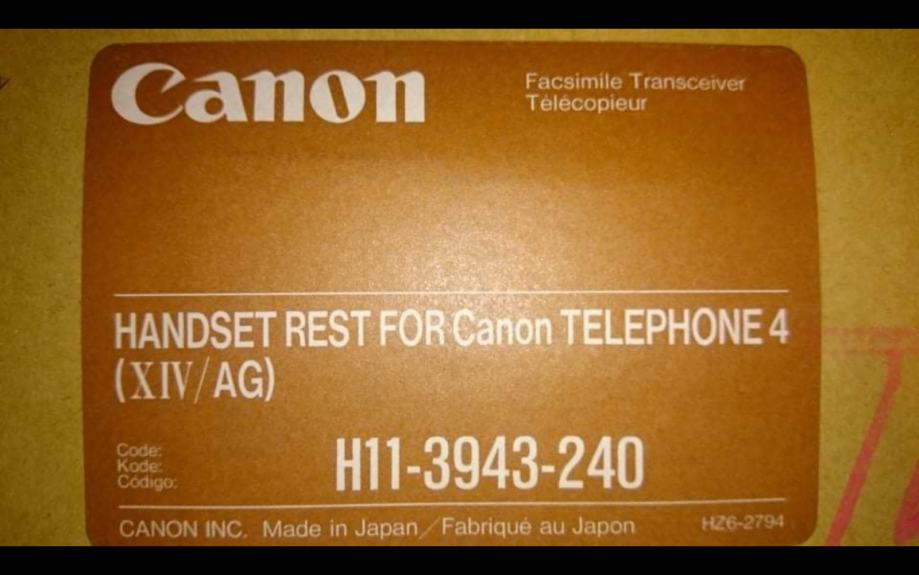 Canon
Facsimile Transceiver
Télécopieur
HANDSET REST FOR Canon TELEPHONE 4
(XIV/AG)
Code:
Kode:
Código:
H11-3943-240
CANON INC. Made in Japan/Fabriqué au Japon
HZ6-2794